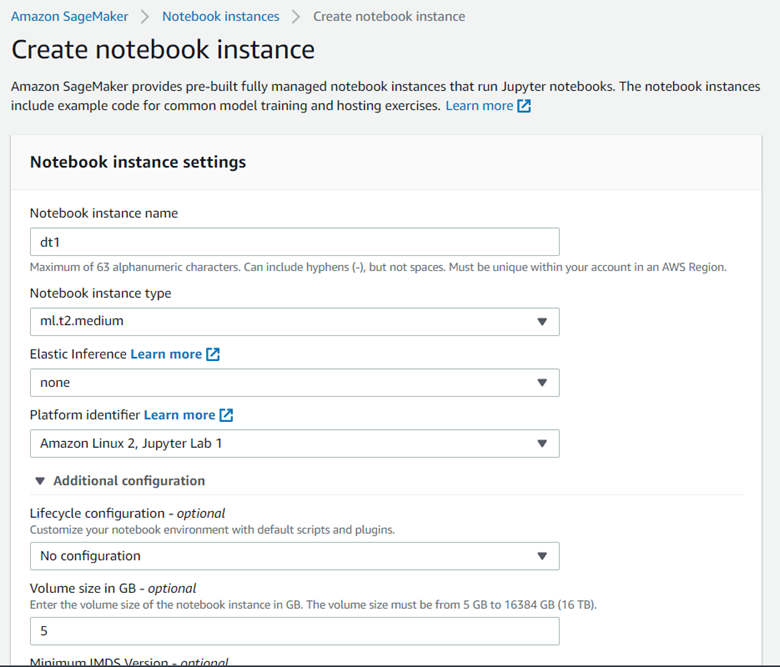 Amazon SageMaker > Notebook instances > Create notebook instance
Create notebook instance
Amazon SageMaker provides pre-built fully managed notebook instances that run Jupyter notebooks. The notebook instances
include example code for common model training and hosting exercises. Learn more
Notebook instance settings
Notebook instance name
dt1
Maximum of 63 alphanumeric characters. Can include hyphens (-), but not spaces. Must be unique within your account in an AWS Region.
Notebook instance type
ml.t2.medium
Elastic Inference Learn more
none
Platform identifier Learn more
Amazon Linux 2, Jupyter Lab 1
Additional configuration
Lifecycle configuration - optional
Customize your notebook environment with default scripts and plugins.
No configuration
Volume size in GB - optional
Enter the volume size of the notebook instance in GB. The volume size must be from 5 GB to 16384 GB (16 TB).
5
Minimum IMDS Version - optional